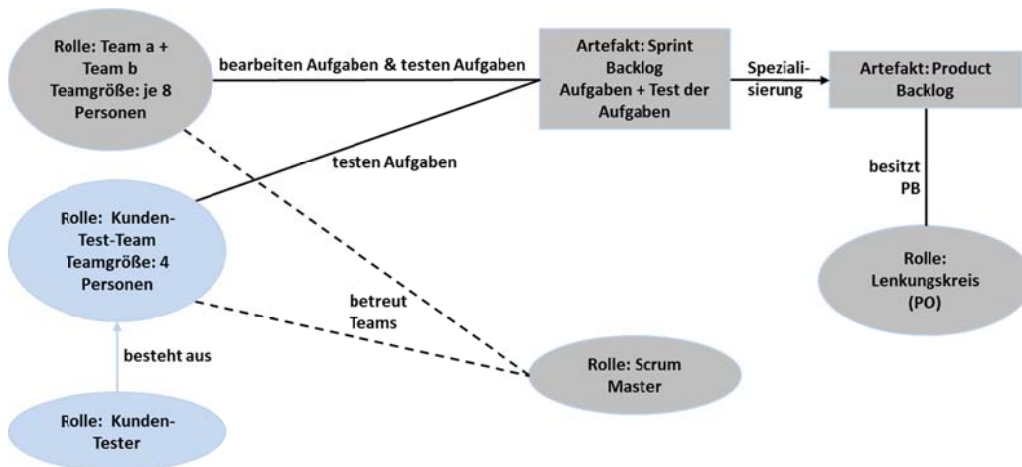 Rolle: Team a +
Team b
Teamgröße: je 8
Personen
bearbeiten Aufgaben & testen Aufgaben
Artefakt: Sprint
Backlog
Aufgaben + Test der
Aufgaben
Speziali-
sierung
Artefakt: Product
Backlog
testen Aufgaben
besitzt
PB
Rolle: Kunden-
Test-Team
Teamgröße: 4
Personen
Rolle:
Lenkungskreis
(PO)
betreut
Teams
besteht aus
Rolle: Scrum
Master
Rolle: Kunden-
Tester